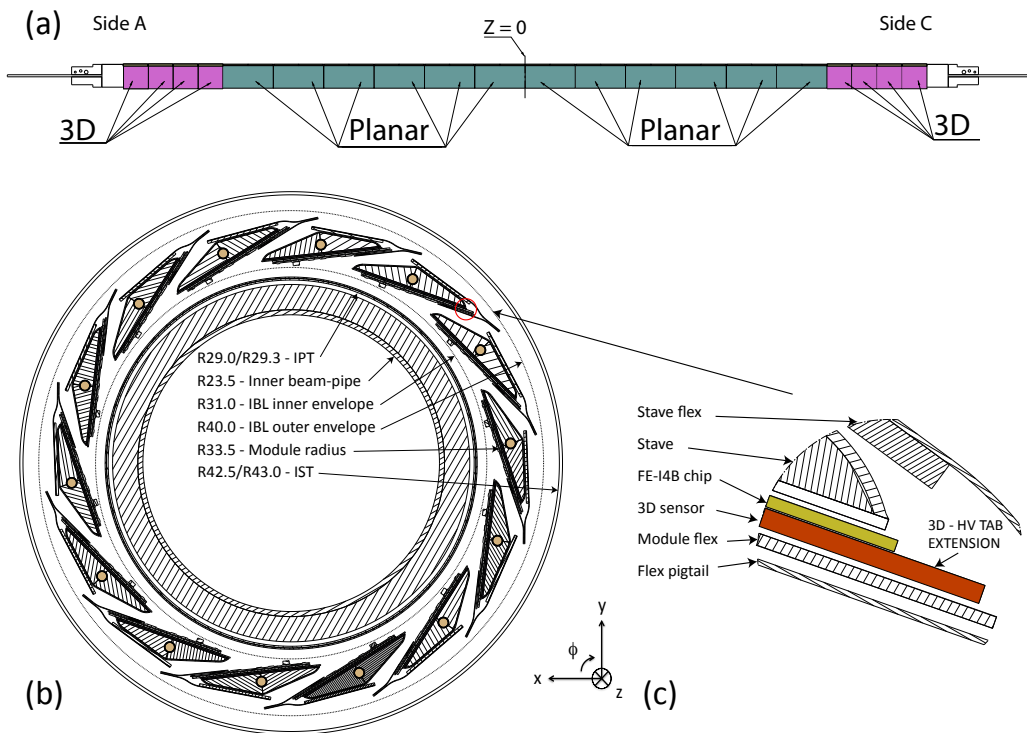 (a)
Side A
Z = 0
Side C
3D
Planar
Planar
3D
R29.0/R29.3 - IPT
R23.5 - Inner beam-pipe
R31.0 - IBL inner envelope
R40.0 - IBL outer envelope
R33.5 - Module radius
R42.5/R43.0 - IST
Stave flex
Stave
FE-I4B chip
3D sensor
Module flex
Flex pigtail
3D - HV TAB
EXTENSION
y
ϕ
x
z
(b)
(c)